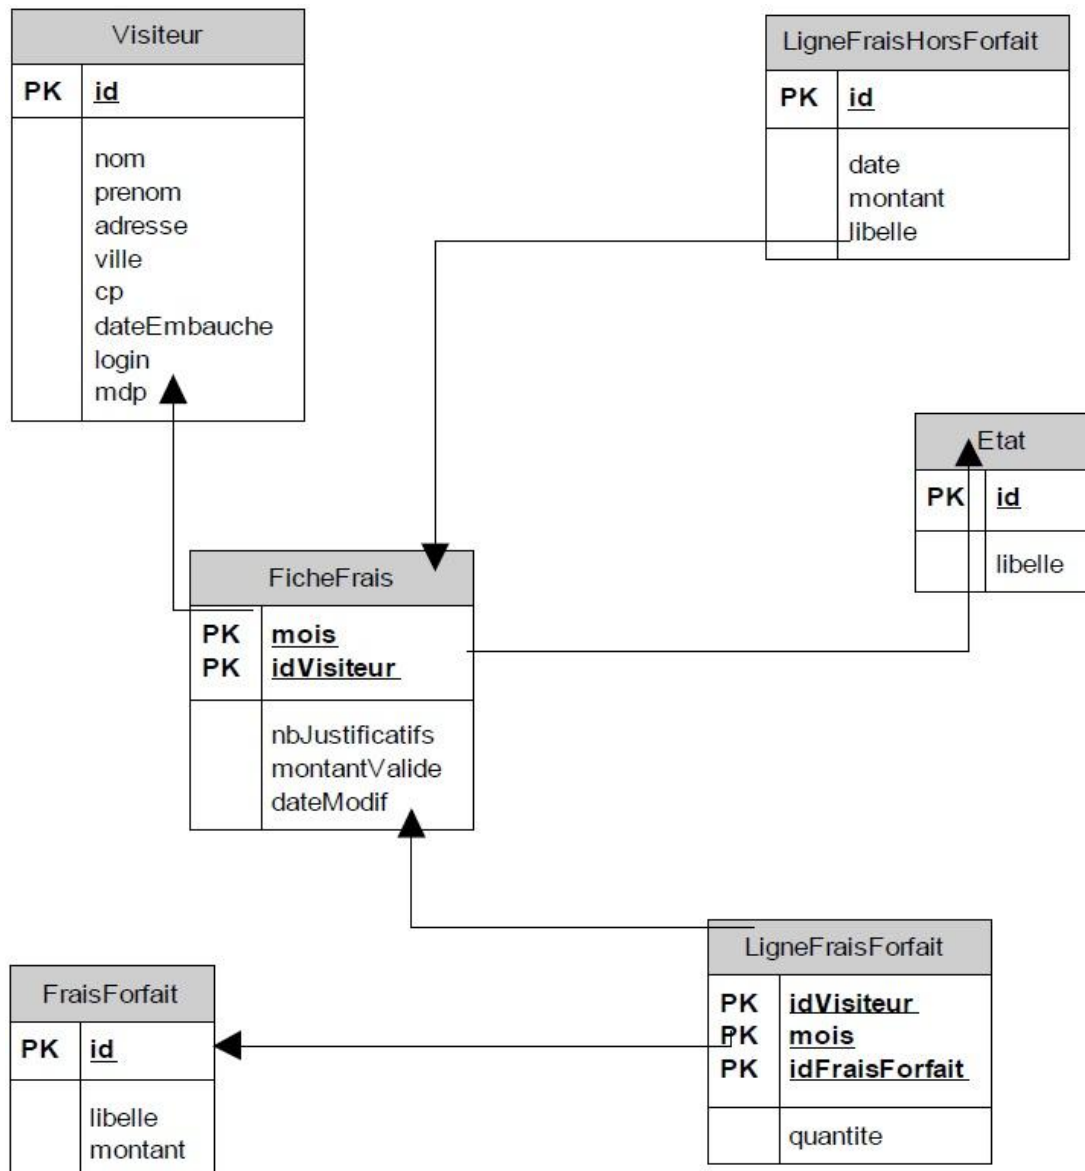 Visiteur
PK id
nom
prenom
adresse
ville
cp
dateEmbauche
login
mdp
LigneFraisHorsForfait
PK id
date
montant
libelle
Etat
PK id
libelle
FicheFrais
PK mois
PK idVisiteur
nbJustificatifs
montantValide
dateModif
LigneFraisForfait
PK idVisiteur
PK mois
PK idFraisForfait
quantite
FraisForfait
PK id
libelle
montant